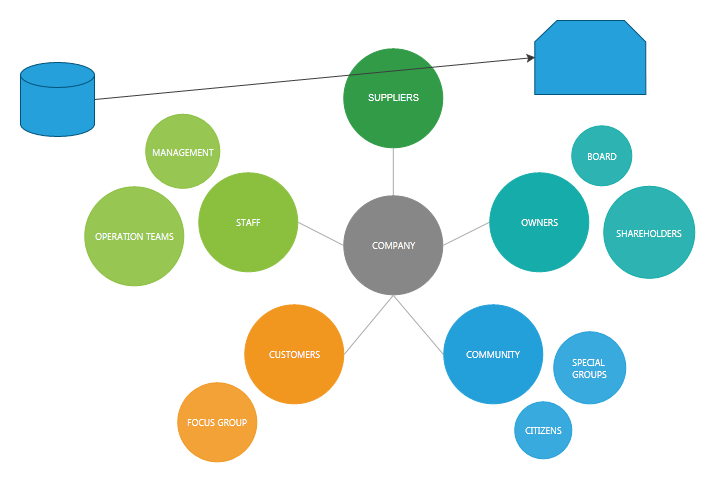 SUPPLIERS
MANAGEMENT
BOARD
OPERATION TEAMS
STAFF
COMPANY
OWNERS
SHAREHOLDERS
CUSTOMERS
COMMUNITY
SPECIAL
GROUPS
FOCUS GROUP
CITIZENS